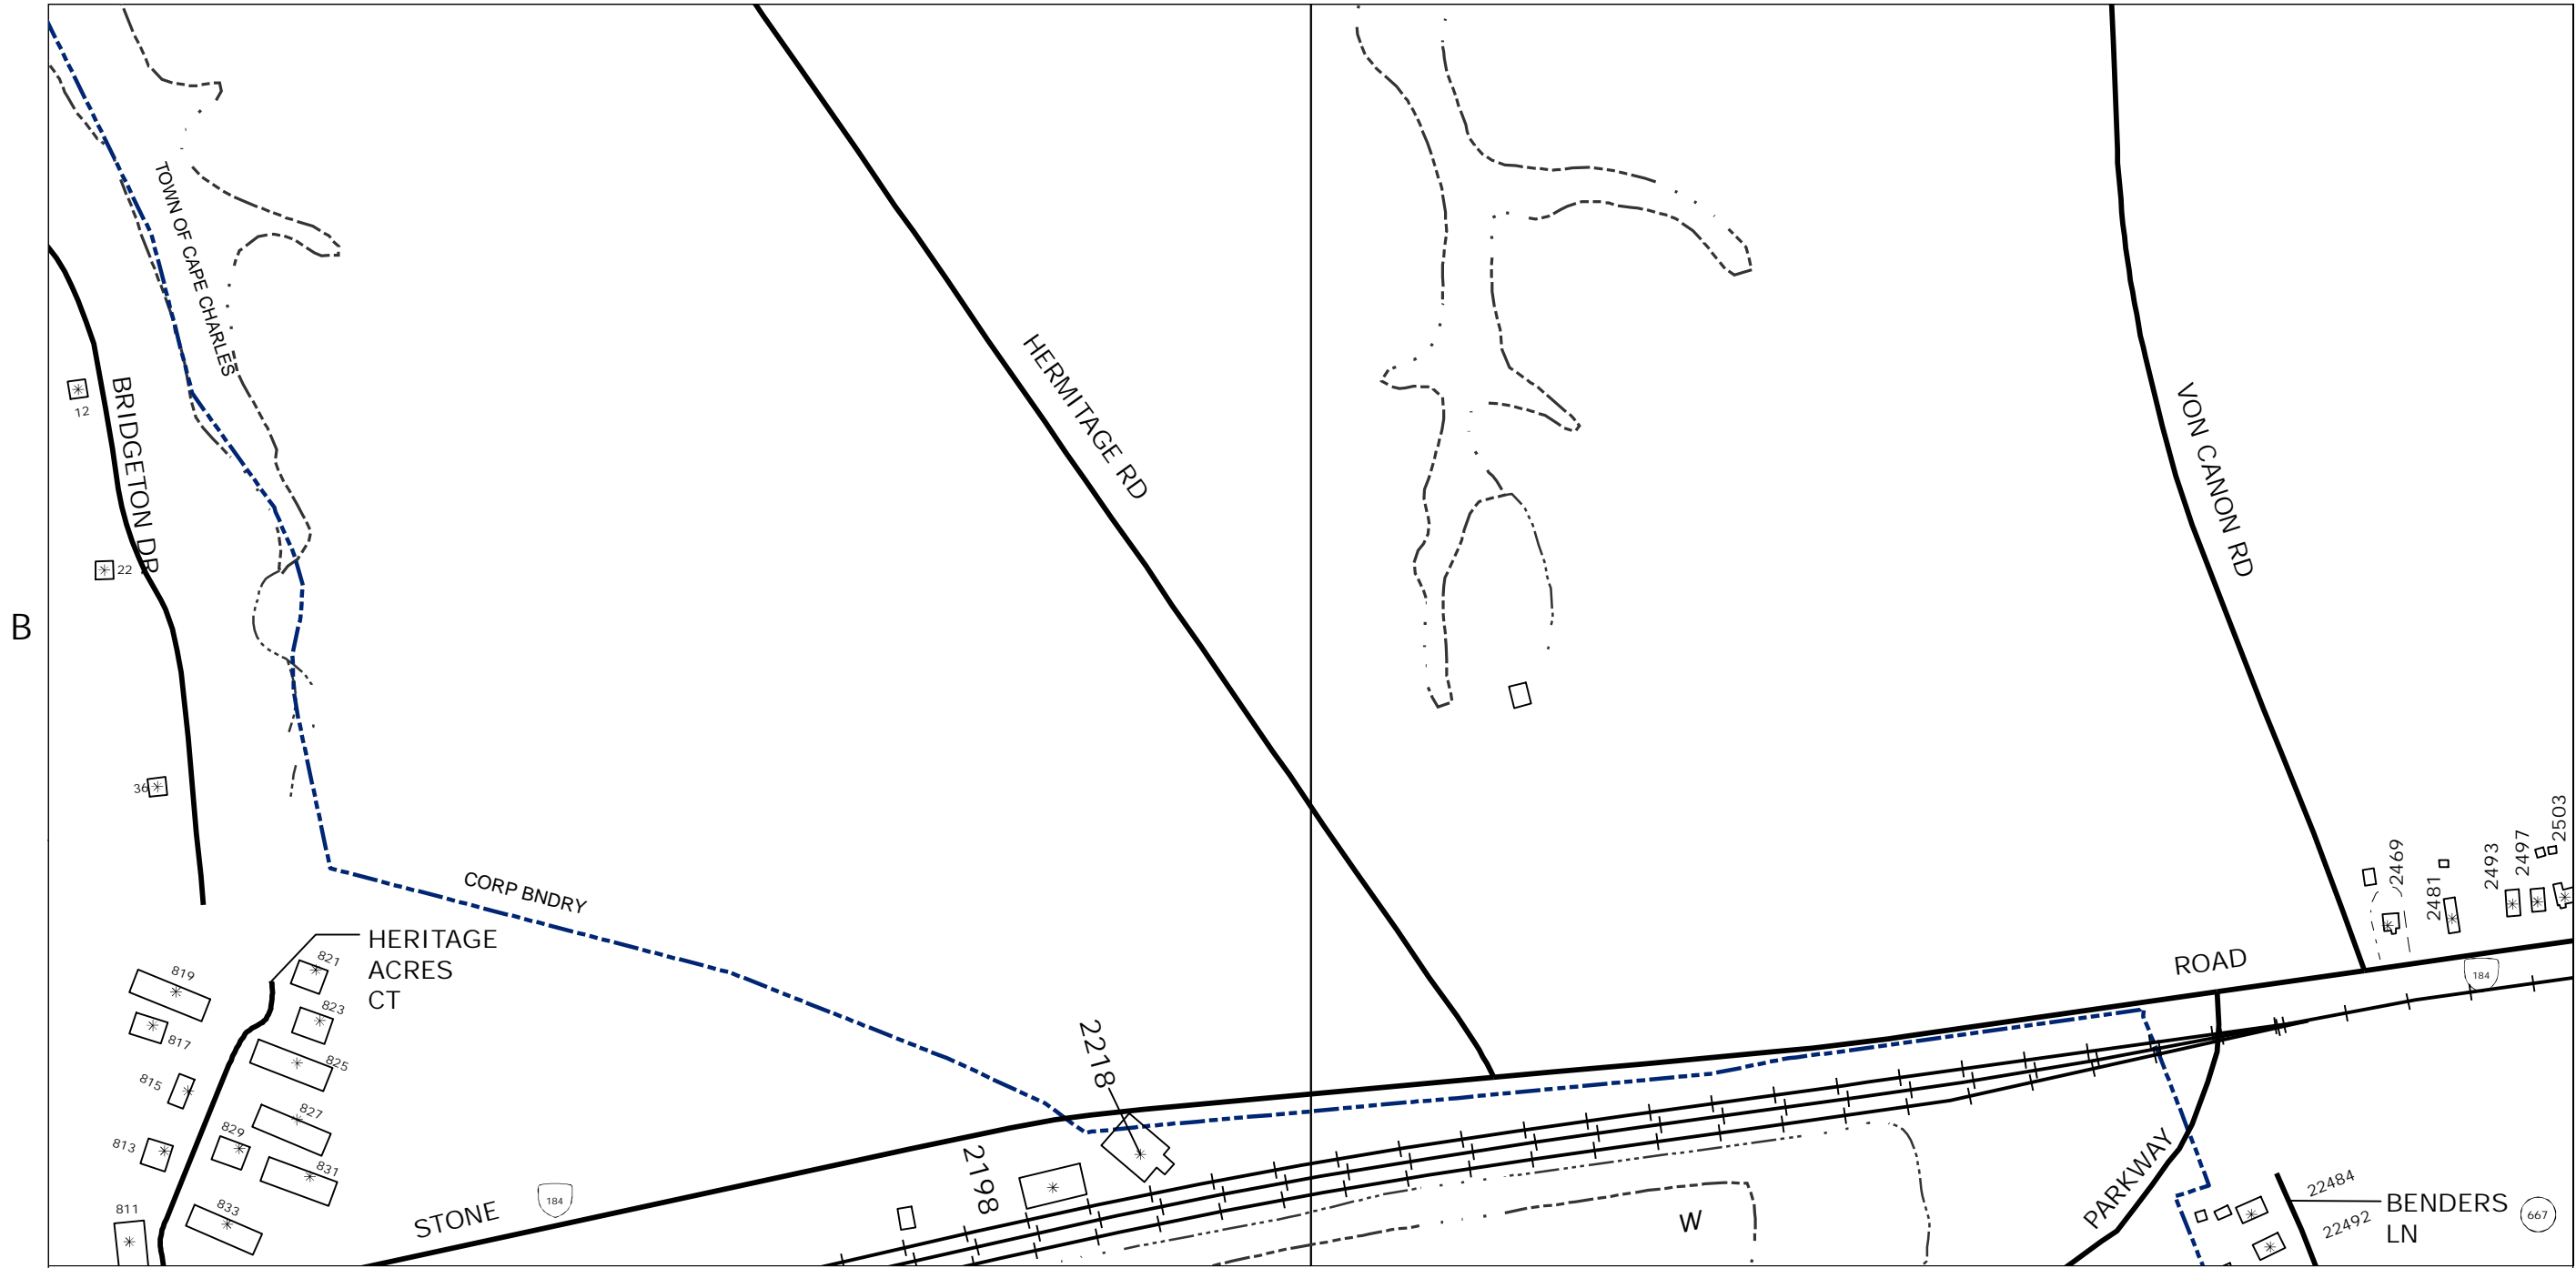 TOWN OF CAPE CHARLES
HERMITAGE RD
VON CANON RD
BRIDGETON DR
12
22
B
36
2503
2497
2493
2469
2481
CORP BNDRY
HERITAGE
ACRES
CT
821
819
823
817
825
815
827
829
813
831
833
811
ROAD
184
2218
2198
STONE
184
W
PARKWAY
22484
22492
BENDERS
LN
667